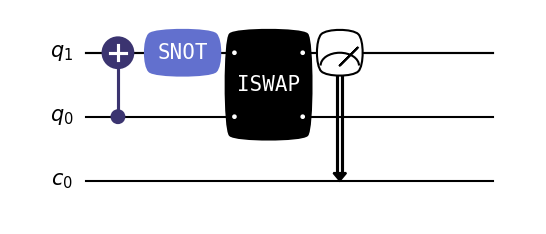 q₁ SNOT
ISWAP
q₀
c₀